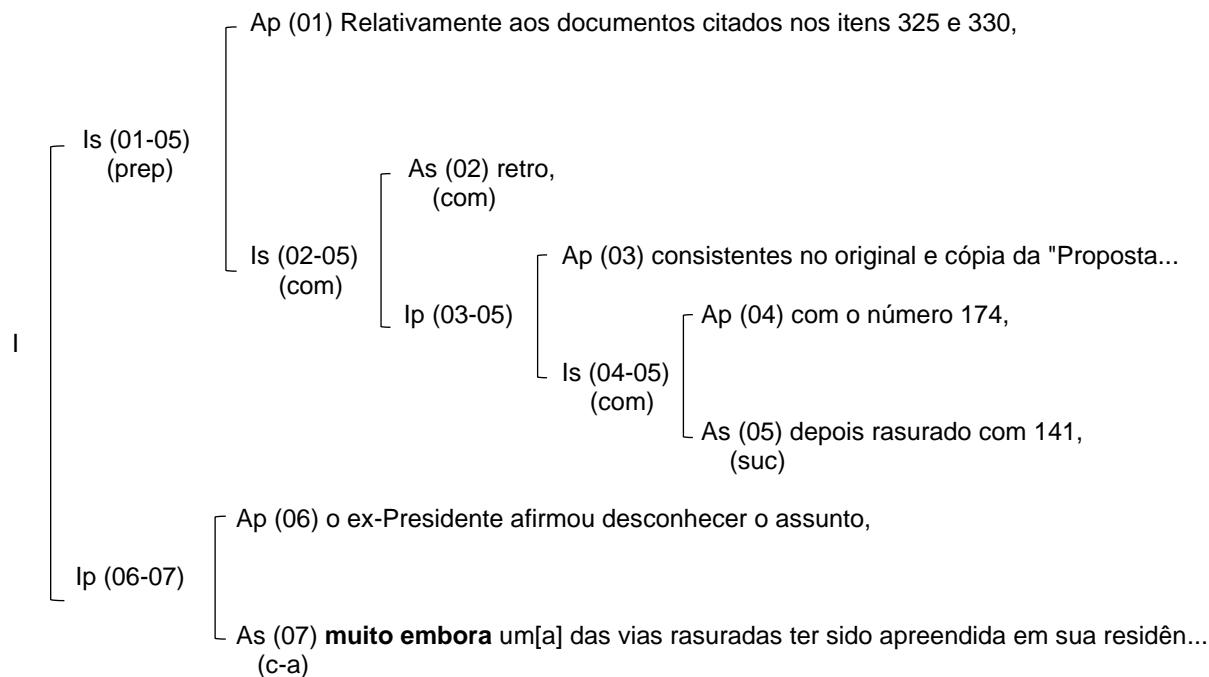 Ap (01) Relativamente aos documentos citados nos itens 325 e 330,
Is (01-05)
(prep)
As (02) retro,
(com)
Is (02-05)
(com)
Ap (03) consistentes no original e cópia da "Proposta...
Ip (03-05)
Ap (04) com o número 174,
I
Is (04-05)
(com)
As (05) depois rasurado com 141,
(suc)
Ap (06) o ex-Presidente afirmou desconhecer o assunto,
Ip (06-07)
As (07) muito embora um[a] das vias rasuradas ter sido apreendida em sua residên...
(c-a)